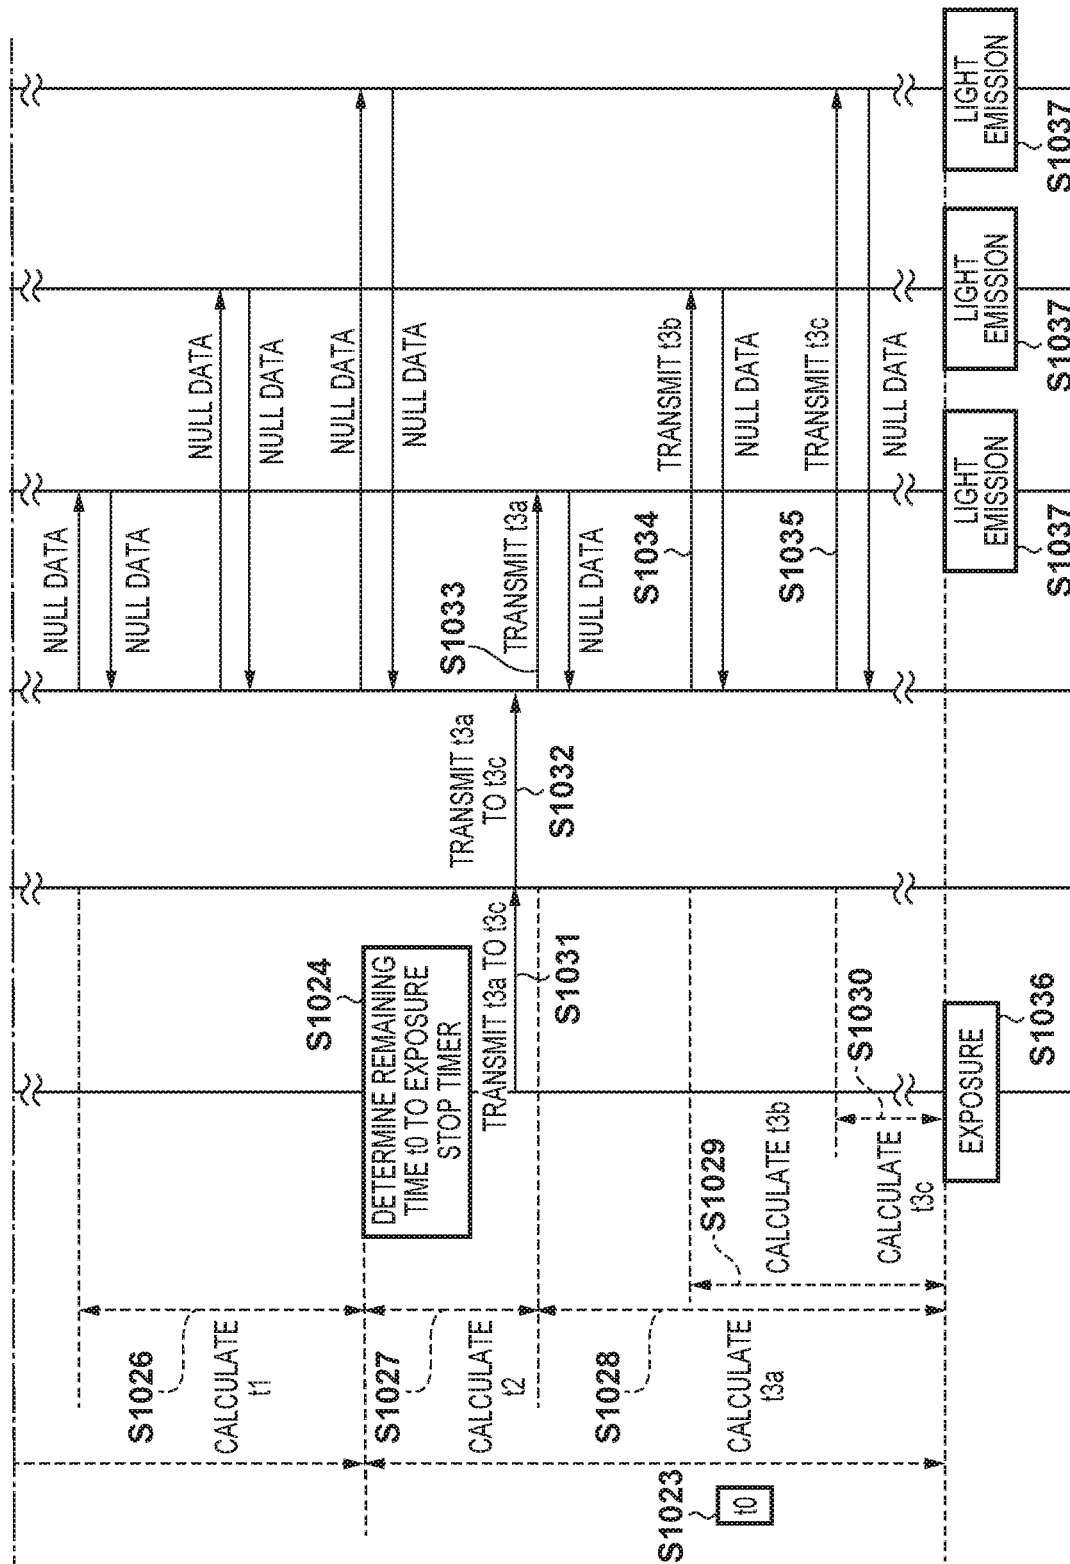 NULL DATA
NULL DATA
NULL DATA
NULL DATA
NULL DATA
NULL DATA
S1026
CALCULATE
t1
S1024
DETERMINE REMAINING
TIME t0 TO EXPOSURE
STOP TIMER
S1027
CALCULATE
t2
TRANSMIT t3a TO t3c
S1031
TRANSMIT t3a
TO t3c
S1032
S1033
TRANSMIT t3a
NULL DATA
S1023
t0
S1028
CALCULATE
t3a
S1029
CALCULATE t3b
S1034
TRANSMIT t3b
NULL DATA
S1030
CALCULATE
t3c
S1035
TRANSMIT t3c
NULL DATA
EXPOSURE
S1036
LIGHT
EMISSION
S1037
LIGHT
EMISSION
S1037
LIGHT
EMISSION
S1037